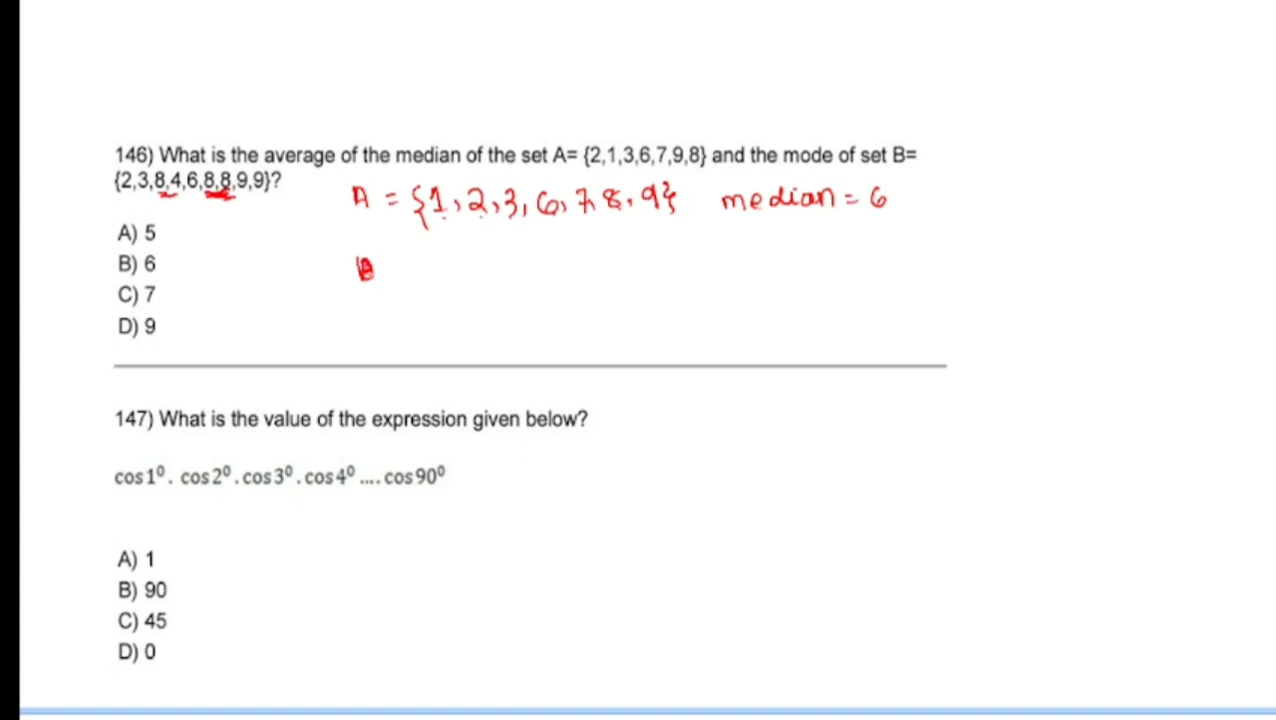 146) What is the average of the median of the set A= {2,1,3,6,7,9,8} and the mode of set B=
{2,3,8,4,6,8,8,9,9}?
A = {1, 2, 3, 6, 7, 8, 9} median = 6
A) 5
B) 6
C) 7
D) 9
147) What is the value of the expression given below?
cos1⁰. cos2⁰.cos3⁰.cos4⁰....cos90⁰
A) 1
B) 90
C) 45
D) 0